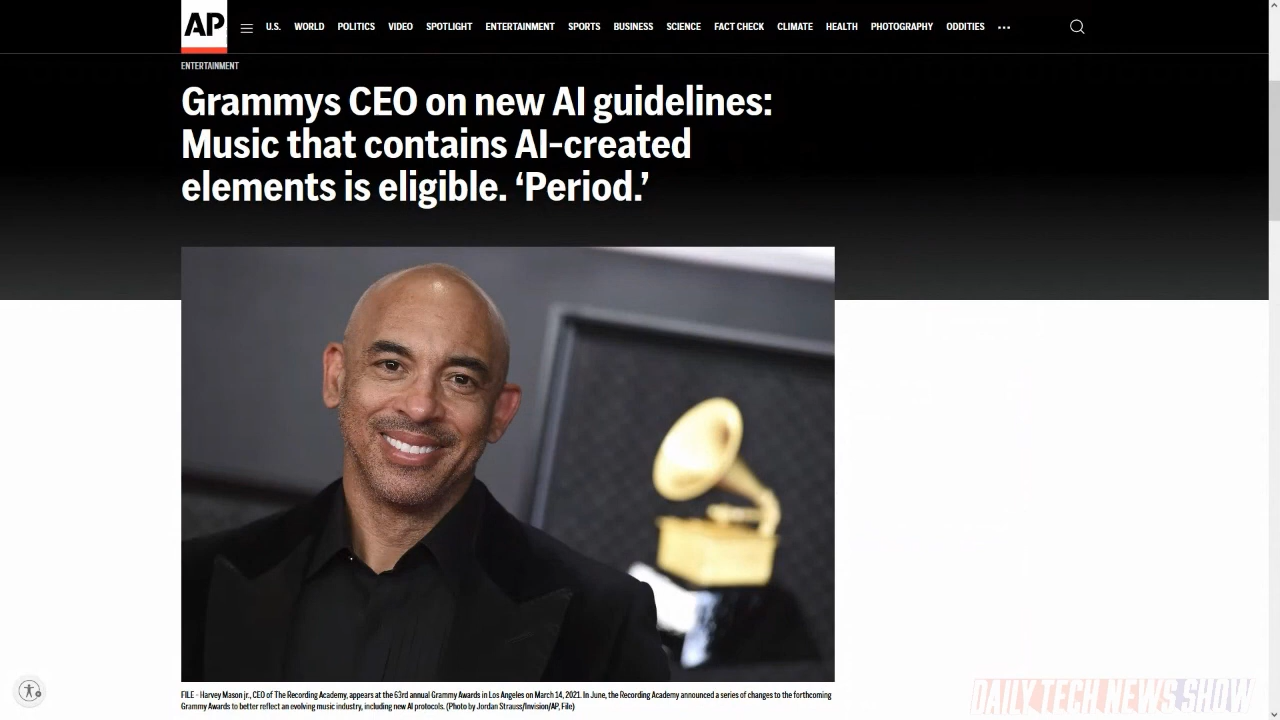 AP
U.S. WORLD POLITICS VIDEO SPOTLIGHT ENTERTAINMENT SPORTS BUSINESS SCIENCE FACT CHECK CLIMATE HEALTH PHOTOGRAPHY ODDITIES ...
ENTERTAINMENT
Grammys CEO on new AI guidelines:
Music that contains AI-created
elements is eligible. ‘Period.’
FILE - Harvey Mason jr., CEO of The Recording Academy, appears at the 63rd annual Grammy Awards in Los Angeles on March 14, 2021. In June, the Recording Academy announced a series of changes to the forthcoming
Grammy Awards to better reflect an evolving music industry, including new AI protocols. (Photo by Jordan Strauss/Invision/AP, File)
DAILY TECH NEWS SHOW